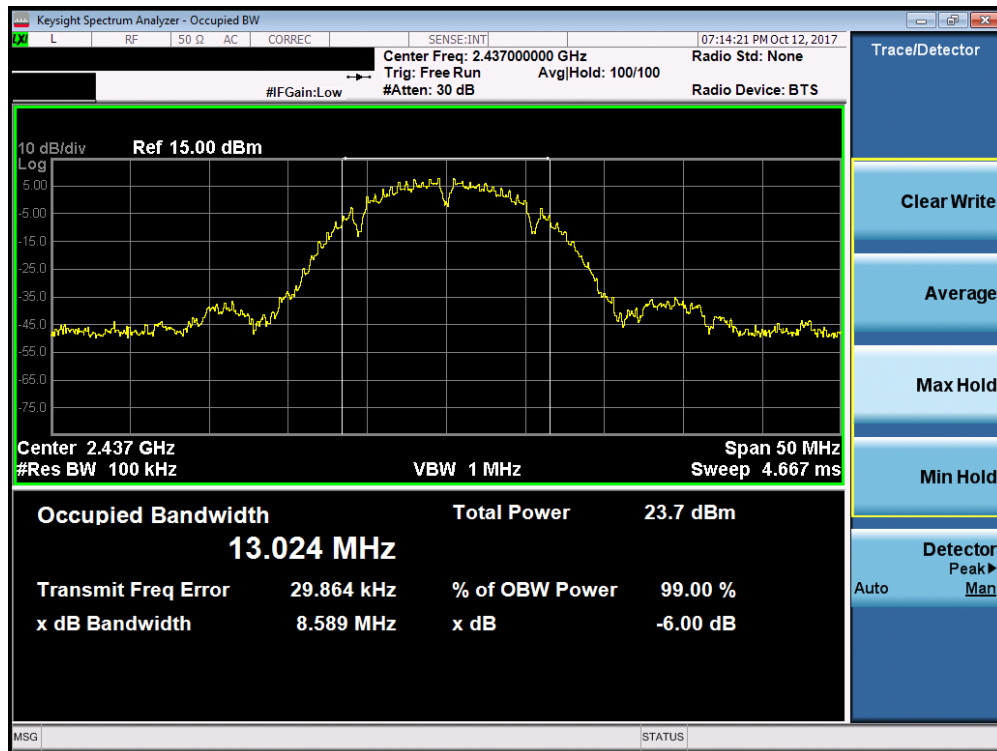 Keysight Spectrum Analyzer - Occupied BW
LXI L RF 50 Ω AC CORREC SENSE:INT 07:14:21 PM Oct 12, 2017
Center Freq: 2.437000000 GHz Radio Std: None
Trig: Free Run Avg|Hold: 100/100
#IFGain:Low #Atten: 30 dB Radio Device: BTS
10 dB/div Ref 15.00 dBm
Log
5.00
-5.00
-15.0
-25.0
-35.0
-45.0
-55.0
-65.0
-75.0
Center 2.437 GHz Span 50 MHz
#Res BW 100 kHz VBW 1 MHz Sweep 4.667 ms
Occupied Bandwidth Total Power 23.7 dBm
13.024 MHz
Transmit Freq Error 29.864 kHz % of OBW Power 99.00 %
x dB Bandwidth 8.589 MHz x dB -6.00 dB
MSG STATUS
Trace/Detector
Clear Write
Average
Max Hold
Min Hold
Detector
Peak▶
Auto Man